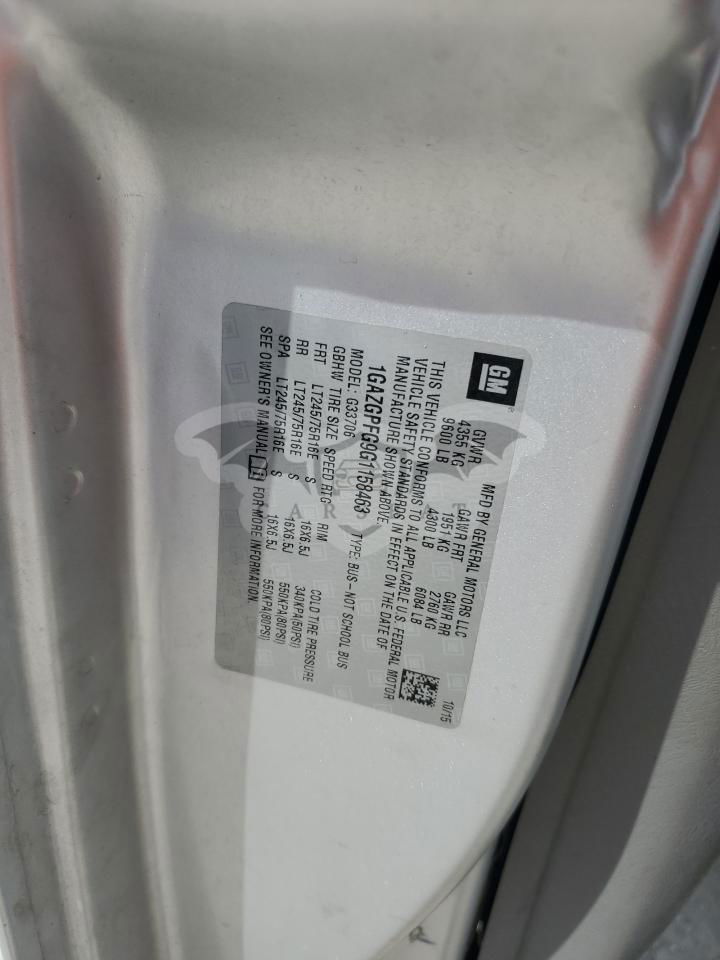 GM
MFD BY GENERAL MOTORS LLC 10/15
GVWR GAWR FRT GAWR RR
4355 KG 1951 KG 2760 KG
9600 LB 4300 LB 6084 LB
THIS VEHICLE CONFORMS TO ALL APPLICABLE U.S. FEDERAL MOTOR
VEHICLE SAFETY STANDARDS IN EFFECT ON THE DATE OF
MANUFACTURE SHOWN ABOVE.
1GAZGPFG9G1158463
MODEL: G33706 TYPE: BUS–NOT SCHOOL BUS
GBHW TIRE SIZE SPEED RTG RIM COLD TIRE PRESSURE
FRT LT245/75R16E S 16X6.5J 340KPA(50PSI)
RR LT245/75R16E S 16X6.5J 550KPA(80PSI)
SPA LT245/75R16E S 16X6.5J 550KPA(80PSI)
SEE OWNER'S MANUAL FOR MORE INFORMATION.